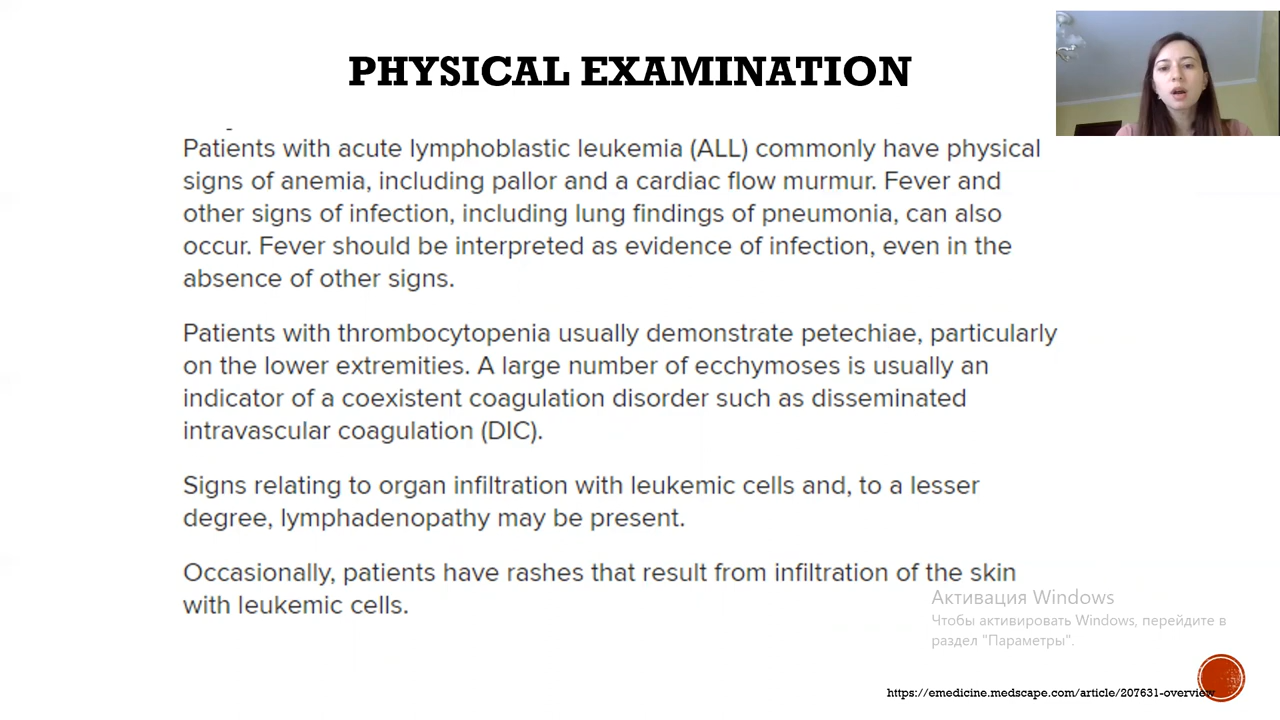 PHYSICAL EXAMINATION
Patients with acute lymphoblastic leukemia (ALL) commonly have physical
signs of anemia, including pallor and a cardiac flow murmur. Fever and
other signs of infection, including lung findings of pneumonia, can also
occur. Fever should be interpreted as evidence of infection, even in the
absence of other signs.
Patients with thrombocytopenia usually demonstrate petechiae, particularly
on the lower extremities. A large number of ecchymoses is usually an
indicator of a coexistent coagulation disorder such as disseminated
intravascular coagulation (DIC).
Signs relating to organ infiltration with leukemic cells and, to a lesser
degree, lymphadenopathy may be present.
Occasionally, patients have rashes that result from infiltration of the skin
with leukemic cells.
Активация Windows
Чтобы активировать Windows, перейдите в
раздел "Параметры".
https://emedicine.medscape.com/article/207631-overview